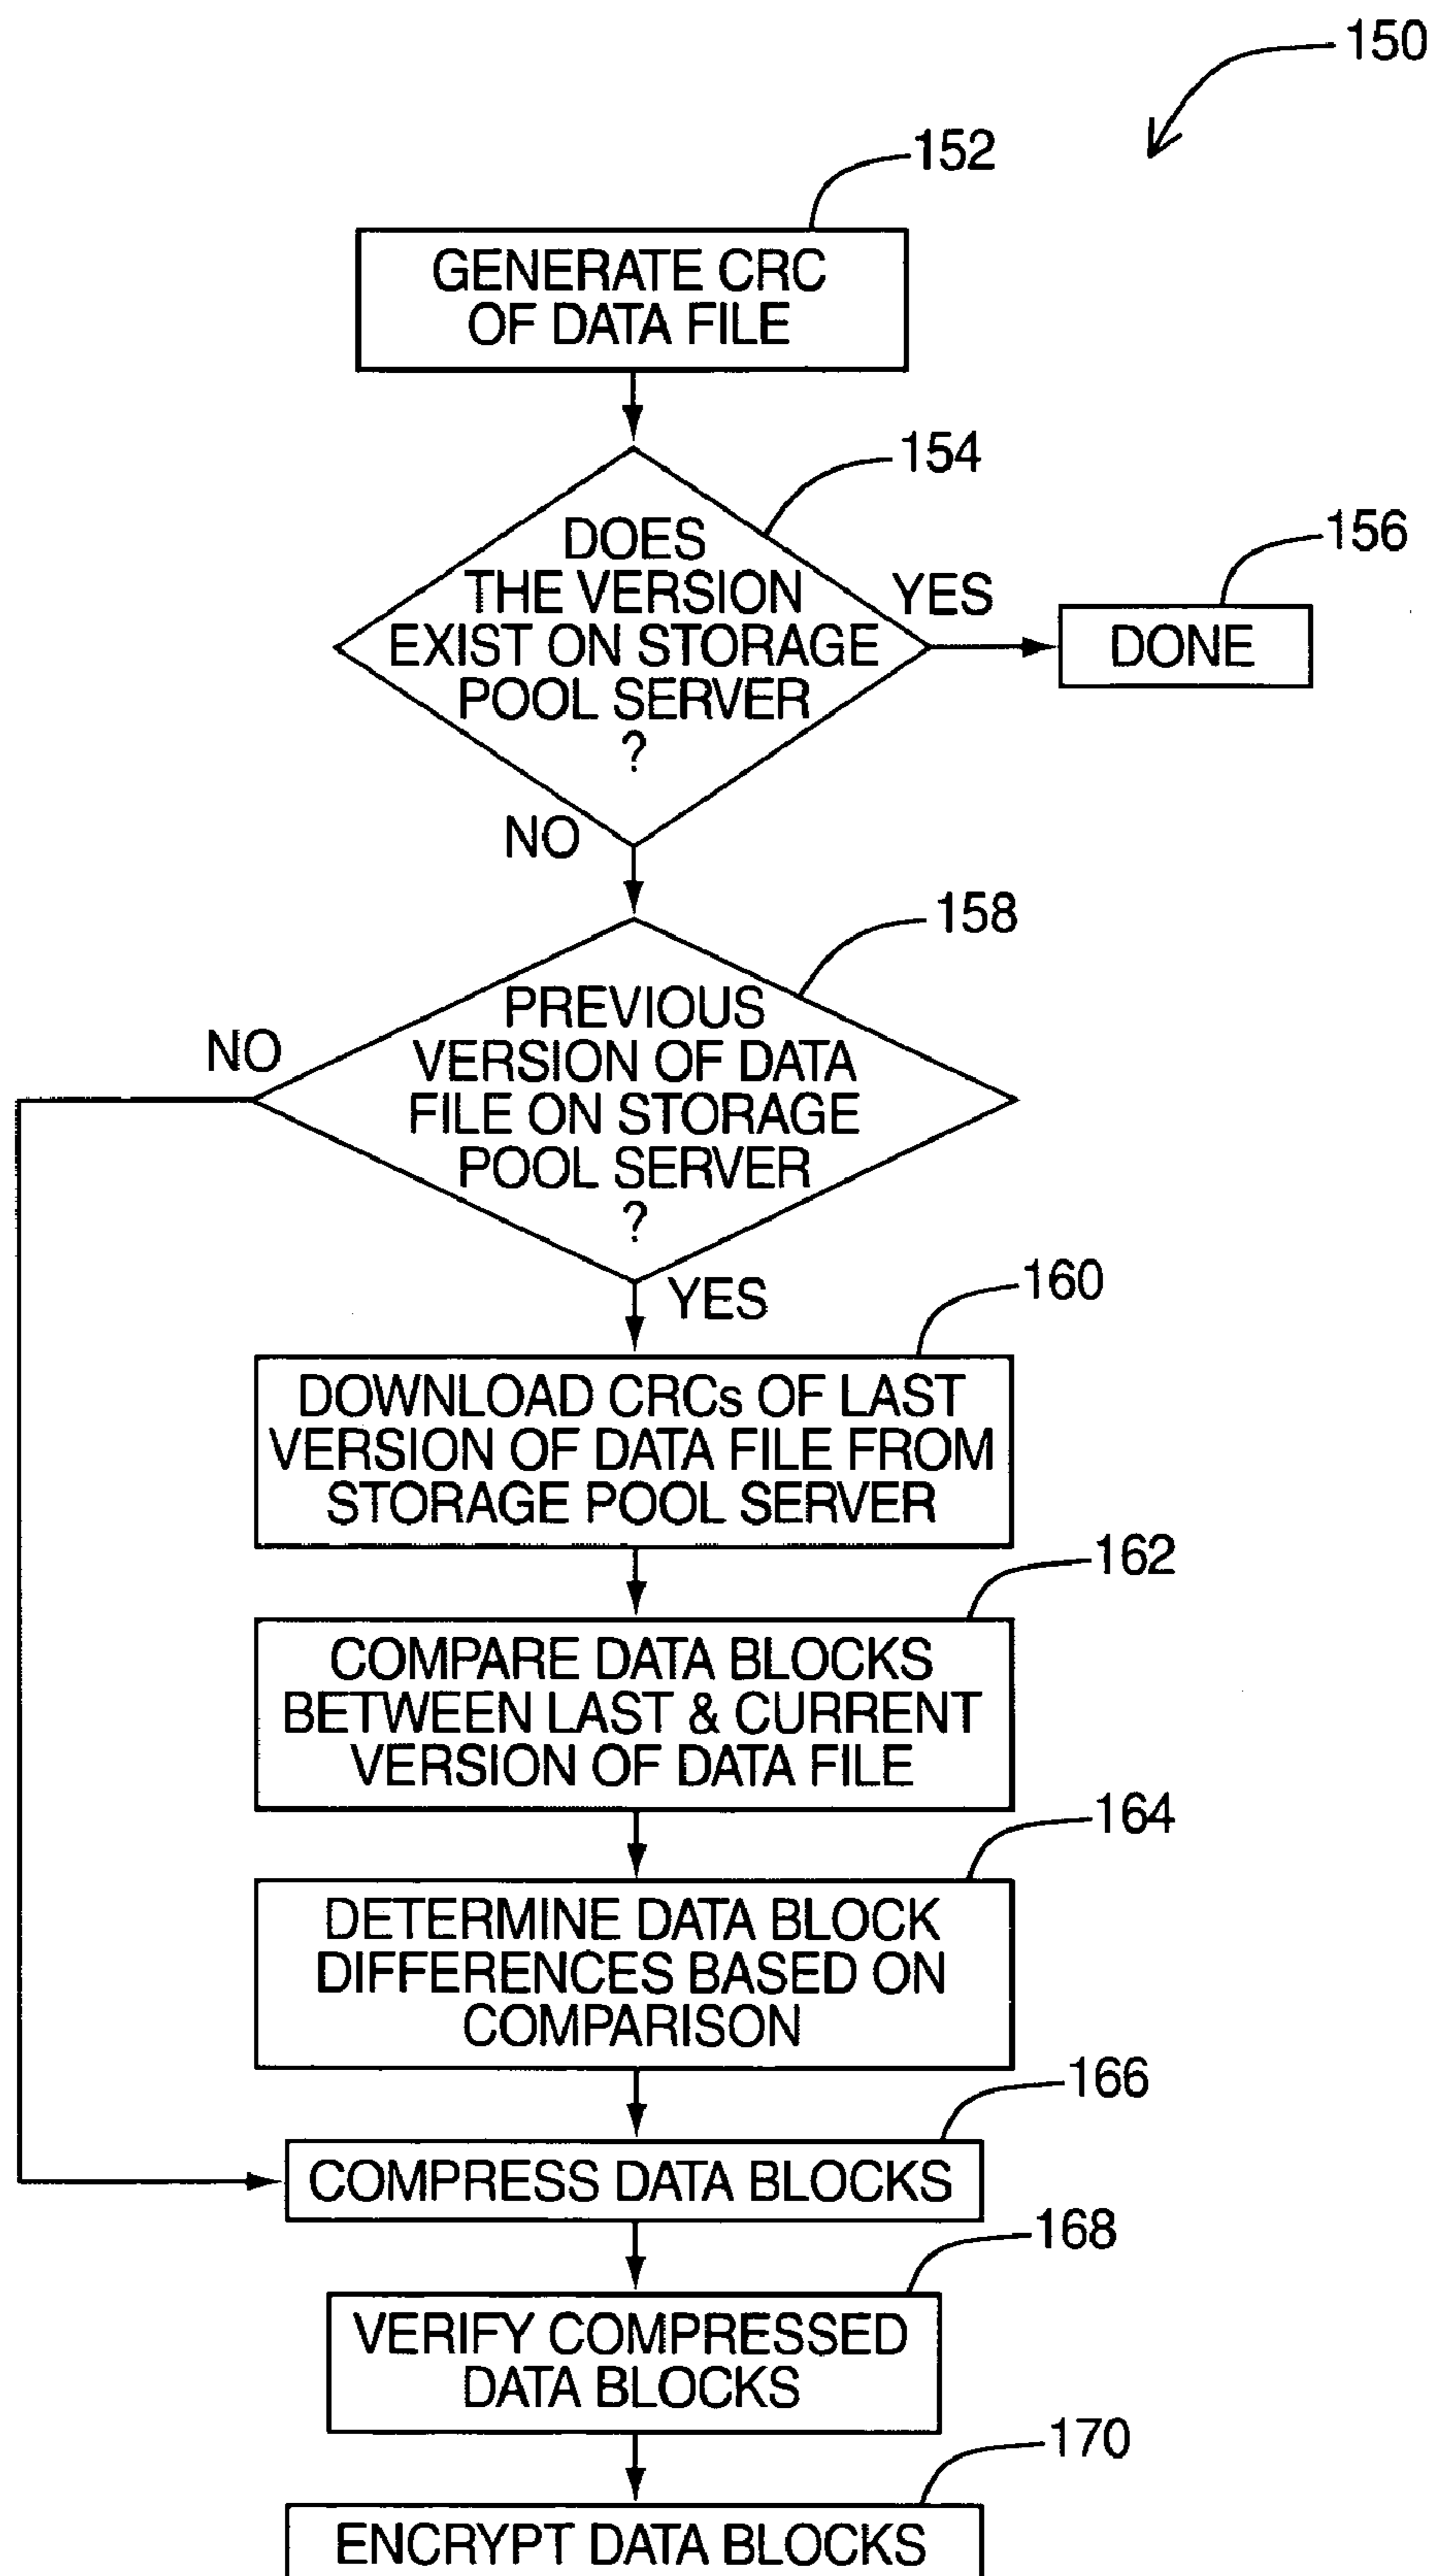 150
152
GENERATE CRC
OF DATA FILE
154
DOES
THE VERSION
EXIST ON STORAGE
POOL SERVER
?
YES
156
DONE
NO
158
PREVIOUS
VERSION OF DATA
FILE ON STORAGE
POOL SERVER
?
NO
YES
160
DOWNLOAD CRCs OF LAST
VERSION OF DATA FILE FROM
STORAGE POOL SERVER
162
COMPARE DATA BLOCKS
BETWEEN LAST & CURRENT
VERSION OF DATA FILE
164
DETERMINE DATA BLOCK
DIFFERENCES BASED ON
COMPARISON
166
COMPRESS DATA BLOCKS
168
VERIFY COMPRESSED
DATA BLOCKS
170
ENCRYPT DATA BLOCKS